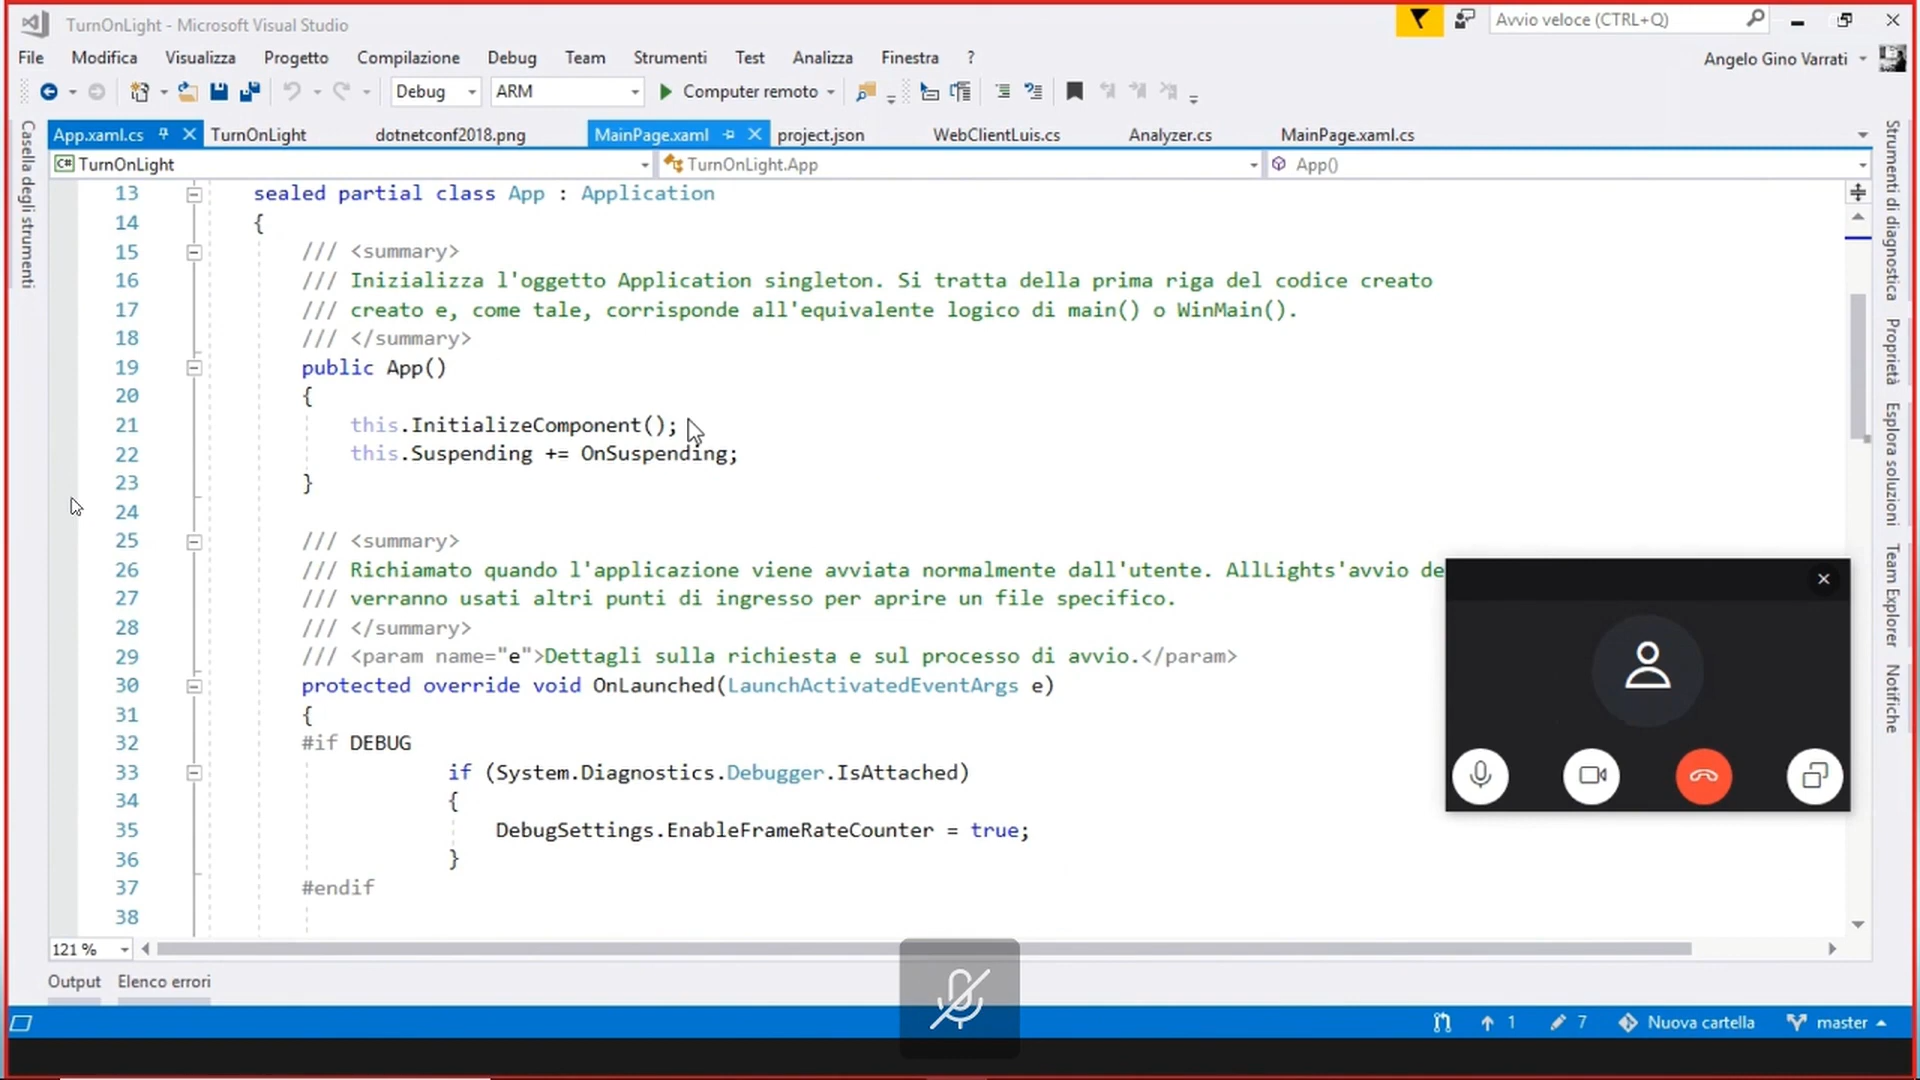 TurnOnLight - Microsoft Visual Studio
Avvio veloce (CTRL+Q)
File Modifica Visualizza Progetto Compilazione Debug Team Strumenti Test Analizza Finestra ?
Angelo Gino Varrati
Debug ARM Computer remoto
App.xaml.cs TurnOnLight dotnetconf2018.png MainPage.xaml project.json WebClientLuis.cs Analyzer.cs MainPage.xaml.cs
C# TurnOnLight TurnOnLight.App App()
Casella degli strumenti
13 sealed partial class App : Application
14 {
15 /// <summary>
16 /// Inizializza l'oggetto Application singleton. Si tratta della prima riga del codice creato
17 /// creato e, come tale, corrisponde all'equivalente logico di main() o WinMain().
18 /// </summary>
19 public App()
20 {
21 this.InitializeComponent();
22 this.Suspending += OnSuspending;
23 }
24
25 /// <summary>
26 /// Richiamato quando l'applicazione viene avviata normalmente dall'utente. AllLights'avvio de
27 /// verranno usati altri punti di ingresso per aprire un file specifico.
28 /// </summary>
29 /// <param name="e">Dettagli sulla richiesta e sul processo di avvio.</param>
30 protected override void OnLaunched(LaunchActivatedEventArgs e)
31 {
32 #if DEBUG
33 if (System.Diagnostics.Debugger.IsAttached)
34 {
35 DebugSettings.EnableFrameRateCounter = true;
36 }
37 #endif
38
Strumenti di diagnostica
Proprietà
Esplora soluzioni
Team Explorer
Notifiche
121 %
Output Elenco errori
1 7 Nuova cartella master